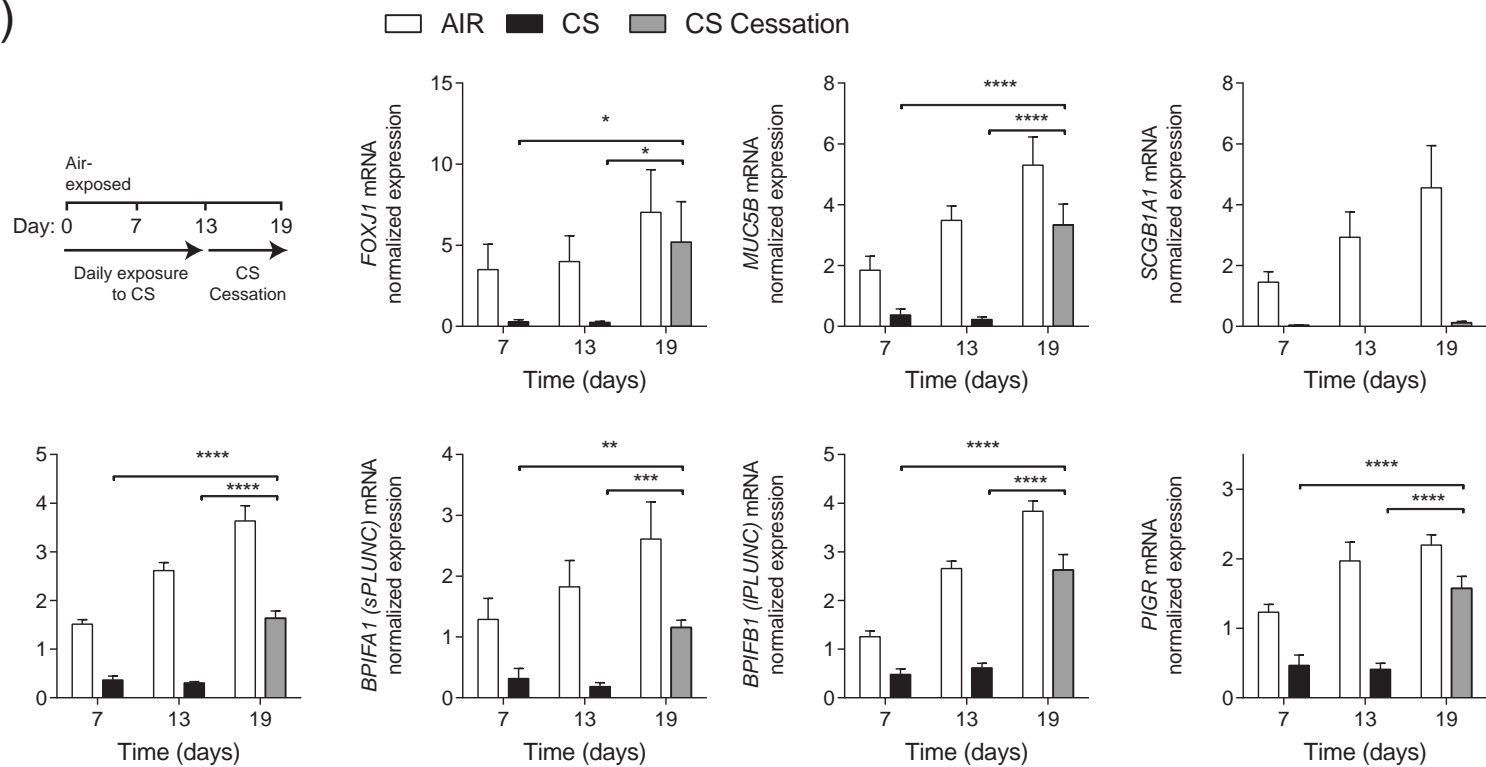 )
AIR CS CS Cessation
Air-
exposed
Day: 0 7 13 19
Daily exposure
to CS
CS
Cessation
FOXJ1 mRNA
normalized expression
15
10
5
0
*
*
7 13 19
Time (days)
MUC5B mRNA
normalized expression
8
6
4
2
0
****
****
7 13 19
Time (days)
SCGB1A1 mRNA
normalized expression
8
6
4
2
0
7 13 19
Time (days)
5
4
3
2
1
0
****
****
7 13 19
Time (days)
BPIFA1 (sPLUNC) mRNA
normalized expression
4
3
2
1
0
**
***
7 13 19
Time (days)
BPIFB1 (lPLUNC) mRNA
normalized expression
5
4
3
2
1
0
****
****
7 13 19
Time (days)
PIGR mRNA
normalized expression
3
2
1
0
****
****
7 13 19
Time (days)